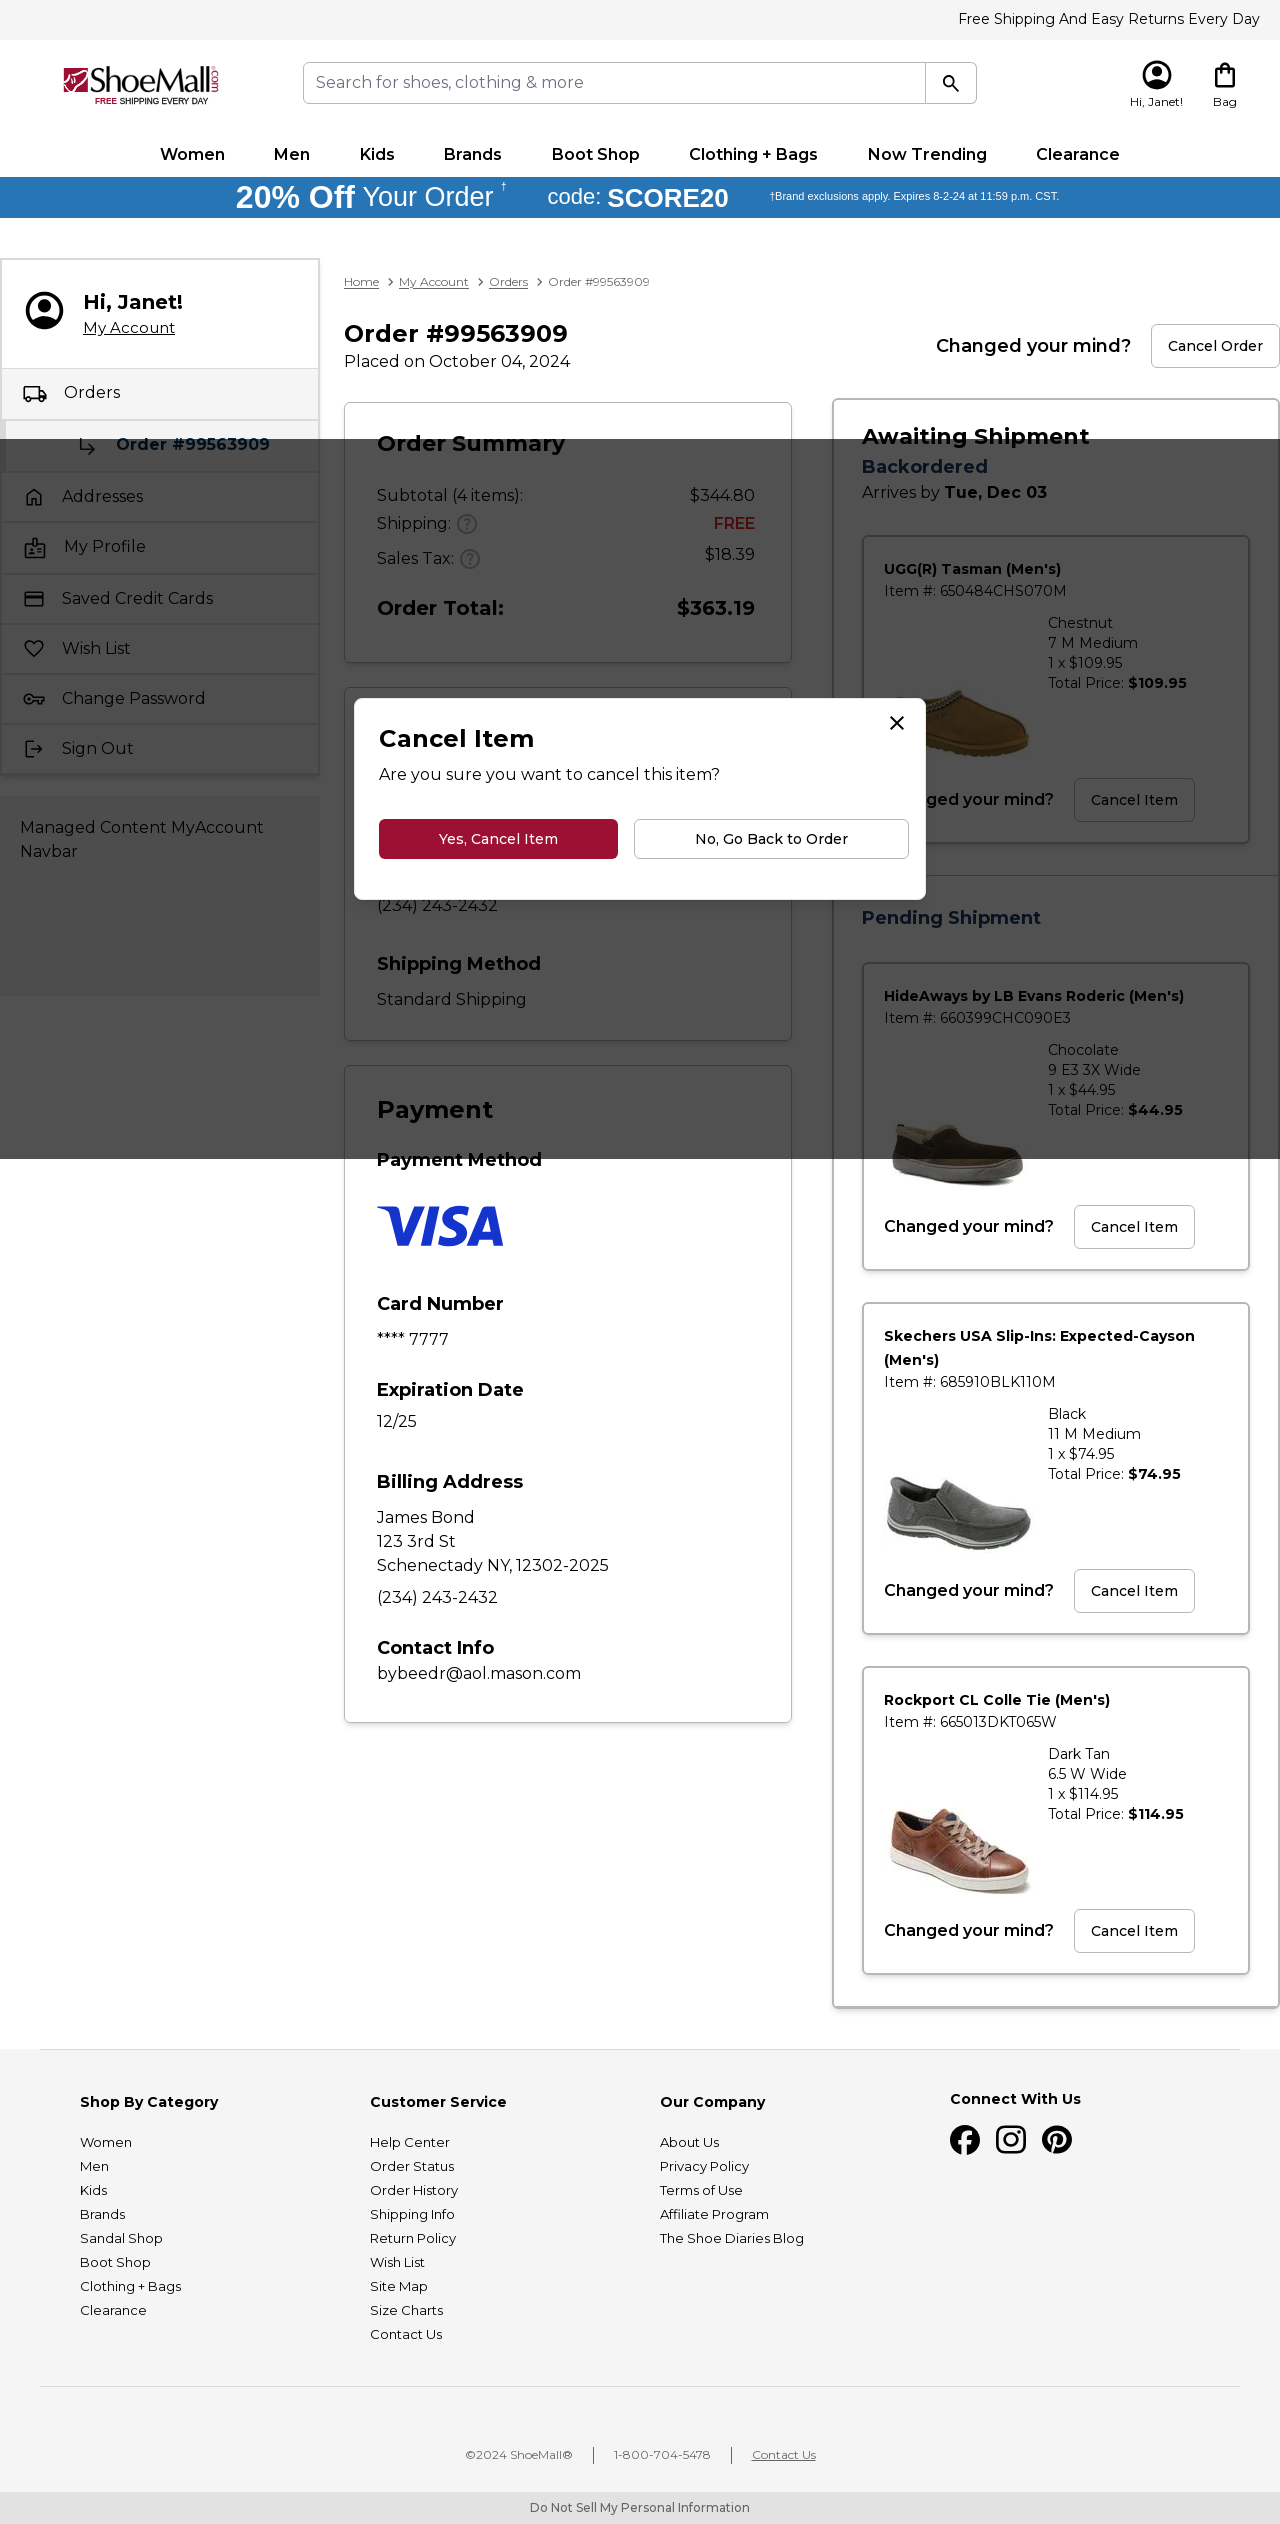 Free Shipping And Easy Returns Every Day
ShoeMall.com®
FREE SHIPPING EVERY DAY
Search for shoes, clothing & more
Hi, Janet!
Bag
Women Men Kids Brands Boot Shop Clothing + Bags Now Trending Clearance
20% Off Your Order † code: SCORE20 †Brand exclusions apply. Expires 8-2-24 at 11:59 p.m. CST.
Hi, Janet!
My Account
Orders
Order #99563909
Addresses
My Profile
Saved Credit Cards
Wish List
Change Password
Sign Out
Managed Content MyAccount
Navbar
Home > My Account > Orders > Order #99563909
Order #99563909
Placed on October 04, 2024
Changed your mind? Cancel Order
Order Summary
Subtotal (4 items): $344.80
Shipping: ? FREE
Sales Tax: ? $18.39
Order Total: $363.19
Cancel Item
Are you sure you want to cancel this item?
Yes, Cancel Item
No, Go Back to Order
(234) 243-2432
Shipping Method
Standard Shipping
Payment
Payment Method
VISA
Card Number
**** 7777
Expiration Date
12/25
Billing Address
James Bond
123 3rd St
Schenectady NY, 12302-2025
(234) 243-2432
Contact Info
bybeedr@aol.mason.com
Awaiting Shipment
Backordered
Arrives by Tue, Dec 03
UGG(R) Tasman (Men's)
Item #: 650484CHS070M
Chestnut
7 M Medium
1 x $109.95
Total Price: $109.95
your mind? Cancel Item
Pending Shipment
HideAways by LB Evans Roderic (Men's)
Item #: 660399CHC090E3
Chocolate
9 E3 3X Wide
1 x $44.95
Total Price: $44.95
Changed your mind? Cancel Item
Skechers USA Slip-Ins: Expected-Cayson
(Men's)
Item #: 685910BLK110M
Black
11 M Medium
1 x $74.95
Total Price: $74.95
Changed your mind? Cancel Item
Rockport CL Colle Tie (Men's)
Item #: 665013DKT065W
Dark Tan
6.5 W Wide
1 x $114.95
Total Price: $114.95
Changed your mind? Cancel Item
Shop By Category
Women
Men
Kids
Brands
Sandal Shop
Boot Shop
Clothing + Bags
Clearance
Customer Service
Help Center
Order Status
Order History
Shipping Info
Return Policy
Wish List
Site Map
Size Charts
Contact Us
Our Company
About Us
Privacy Policy
Terms of Use
Affiliate Program
The Shoe Diaries Blog
Connect With Us
©2024 ShoeMall® | 1-800-704-5478 | Contact Us
Do Not Sell My Personal Information